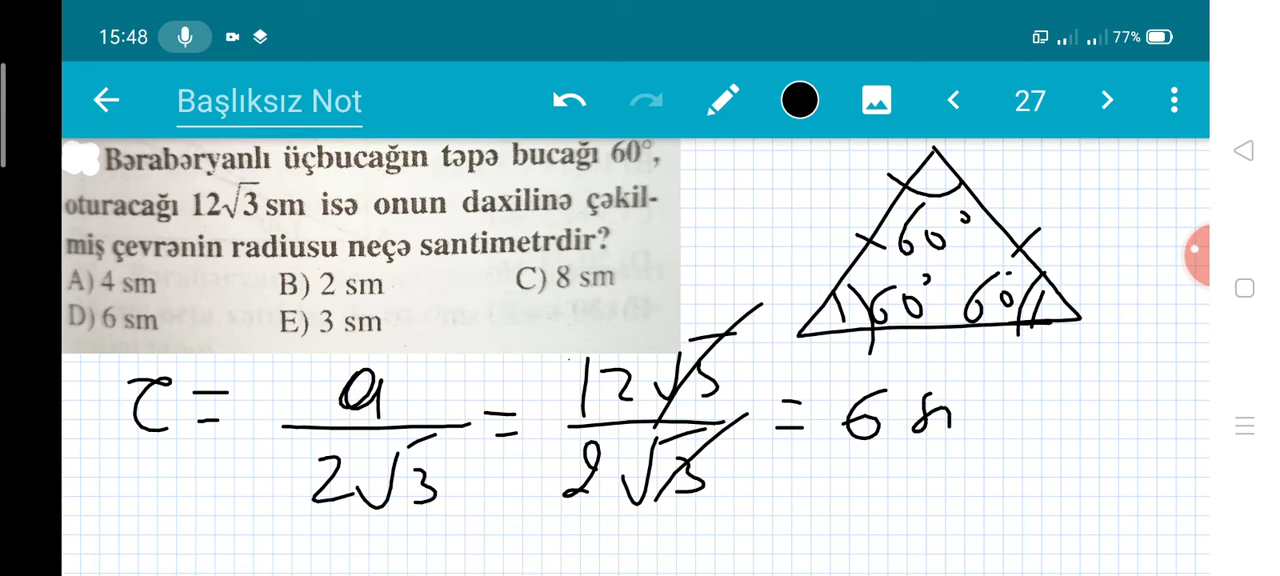 15:48
77%
Başlıksız Not
27
Bərabəryanlı üçbucağın təpə bucağı 60°,
oturacağı 12√3 sm isə onun daxilinə çəkil-
miş çevrənin radiusu neçə santimetrdir?
A) 4 sm B) 2 sm C) 8 sm
D) 6 sm E) 3 sm
60°
60° 60°
r = a / 2√3 = 12√3 / 2√3 = 6 s